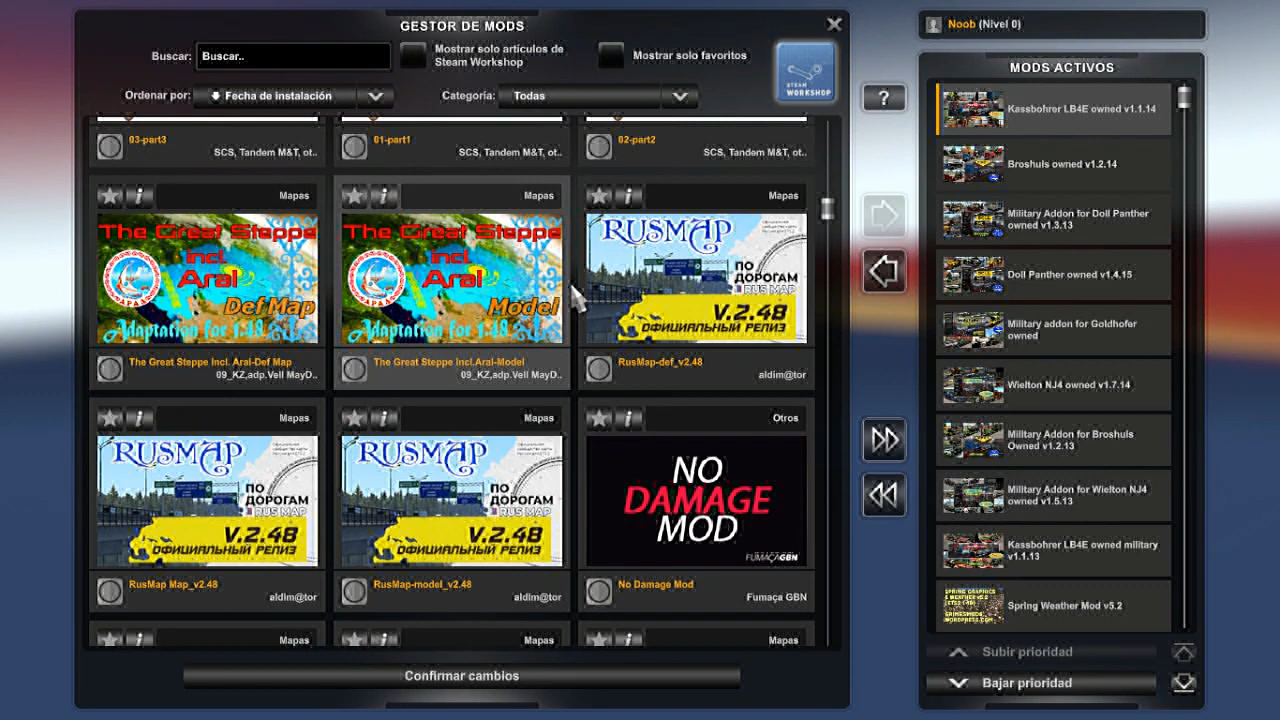 GESTOR DE MODS
Buscar:
Buscar..
Mostrar solo artículos de
Steam Workshop
Mostrar solo favoritos
STEAM
WORKSHOP
Ordenar por:
Fecha de instalación
Categoría:
Todas
03-part3
SCS, Tandem M&T, ot..
01-part1
SCS, Tandem M&T, ot..
02-part2
SCS, Tandem M&T, ot..
Mapas
The Great Steppe
incl.
Aral
DefMap
Adaptation for 1.48
The Great Steppe Incl. Aral-Def Map
09_KZ,adp.Vell MayD..
Mapas
The Great Steppe
incl.
Aral
Model
Adaptation for 1.48
The Great Steppe Incl.Aral-Model
09_KZ,adp.Vell MayD..
Mapas
RUSMAP
ПО
ДОРОГАМ
RUS MAP
V.2.48
ОФИЦИАЛЬНЫЙ РЕЛИЗ
RusMap-def_v2.48
aldim@tor
Mapas
RUSMAP
ПО
ДОРОГАМ
RUS MAP
V.2.48
ОФИЦИАЛЬНЫЙ РЕЛИЗ
RusMap Map_v2.48
aldim@tor
Mapas
RUSMAP
ПО
ДОРОГАМ
RUS MAP
V.2.48
ОФИЦИАЛЬНЫЙ РЕЛИЗ
RusMap-model_v2.48
aldim@tor
Otros
NO
DAMAGE
MOD
FUMAÇAGBN
No Damage Mod
Fumaça GBN
Mapas
Mapas
Mapas
Confirmar cambios
?
Noob (Nivel 0)
MODS ACTIVOS
Kassbohrer LB4E owned v1.1.14
Broshuls owned v1.2.14
Military Addon for Doll Panther
owned v1.3.13
Doll Panther owned v1.4.15
Military addon for Goldhofer
owned
Wielton NJ4 owned v1.7.14
Military Addon for Broshuls
Owned v1.2.13
Military Addon for Wielton NJ4
owned v1.5.13
Kassbohrer LB4E owned military
v1.1.13
SPRING GRAPHICS
& WEATHER V5.2
GRIMESMODS
WORDPRESS.COM
Spring Weather Mod v5.2
Subir prioridad
Bajar prioridad